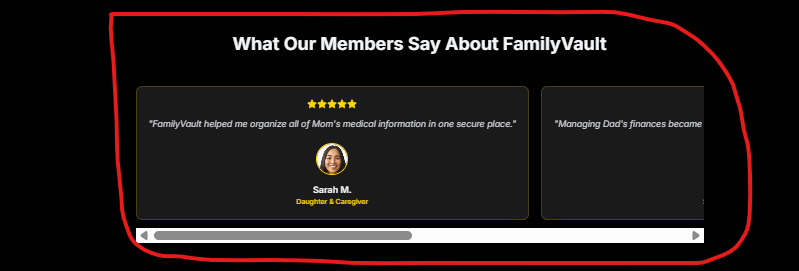 What Our Members Say About FamilyVault
"FamilyVault helped me organize all of Mom's medical information in one secure place."
Sarah M.
Daughter & Caregiver
"Managing Dad's finances became